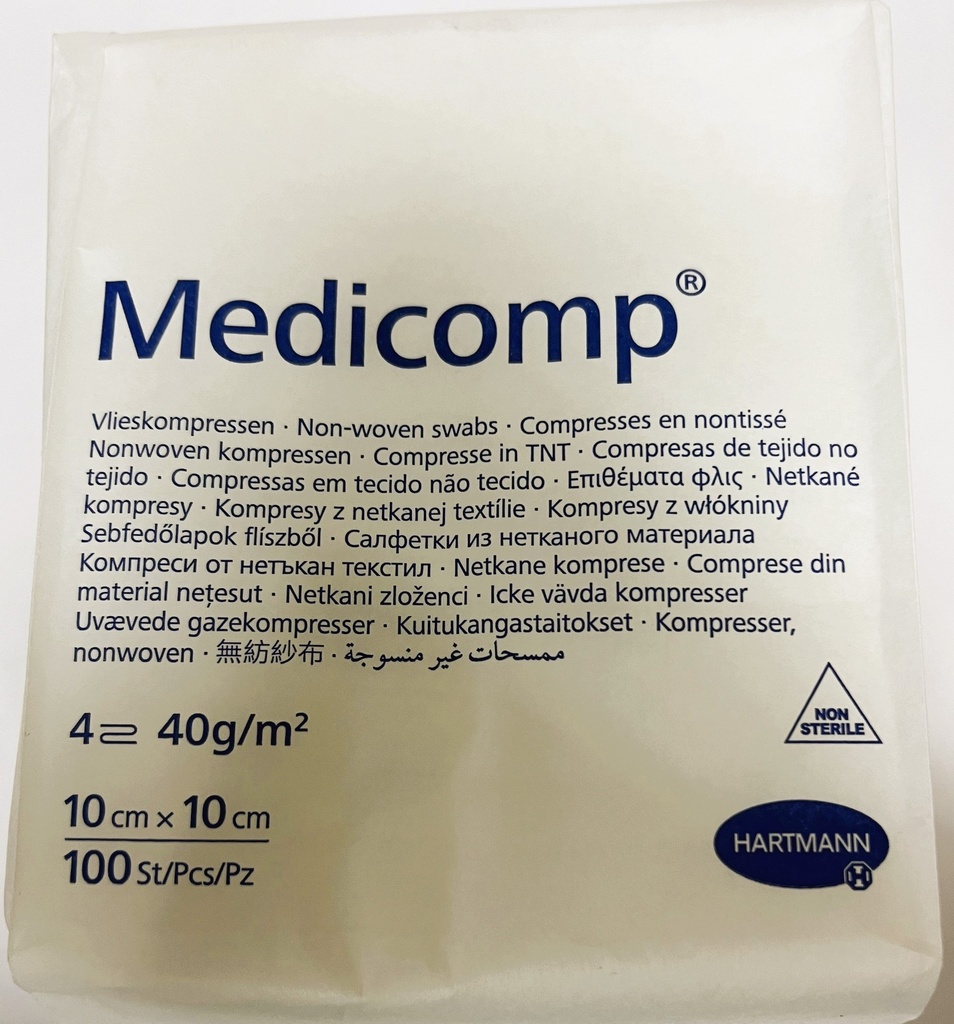 Medicomp®
Vlieskompressen · Non-woven swabs · Compresses en nontissé
Nonwoven kompressen · Compresse in TNT · Compresas de tejido no
tejido · Compressas em tecido não tecido · Επιθέματα φλις · Netkané
kompresy · Kompresy z netkanej textílie · Kompresy z włókniny
Sebfedőlapok flíszből · Салфетки из нетканого материала
Компреси от нетъкан текстил · Netkane komprese · Comprese din
material nețesut · Netkani zloženci · Icke vävda kompresser
Uvævede gazekompresser · Kuitukangastaitokset · Kompresser,
nonwoven · 無紡紗布 · ممسحات غير منسوجة
4 40g/m²
NON
STERILE
10 cm x 10 cm
100 St/Pcs/Pz
HARTMANN